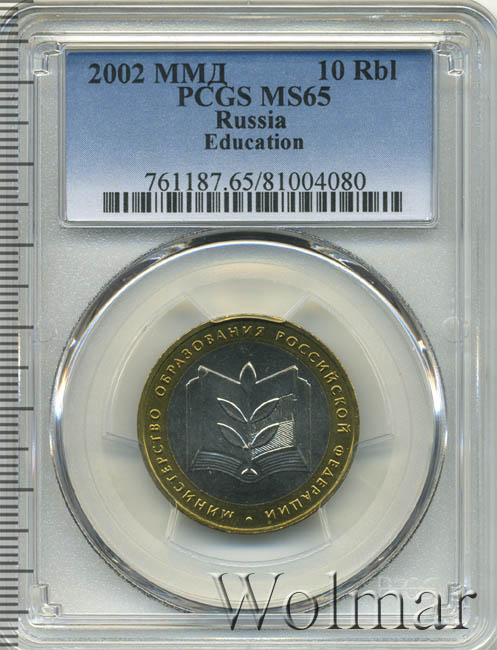 2002 ММД 10 Rbl
PCGS MS65
Russia
Education
761187.65/81004080
МИНИСТЕРСТВО ОБРАЗОВАНИЯ РОССИЙСКОЙ ФЕДЕРАЦИИ
Wolmar